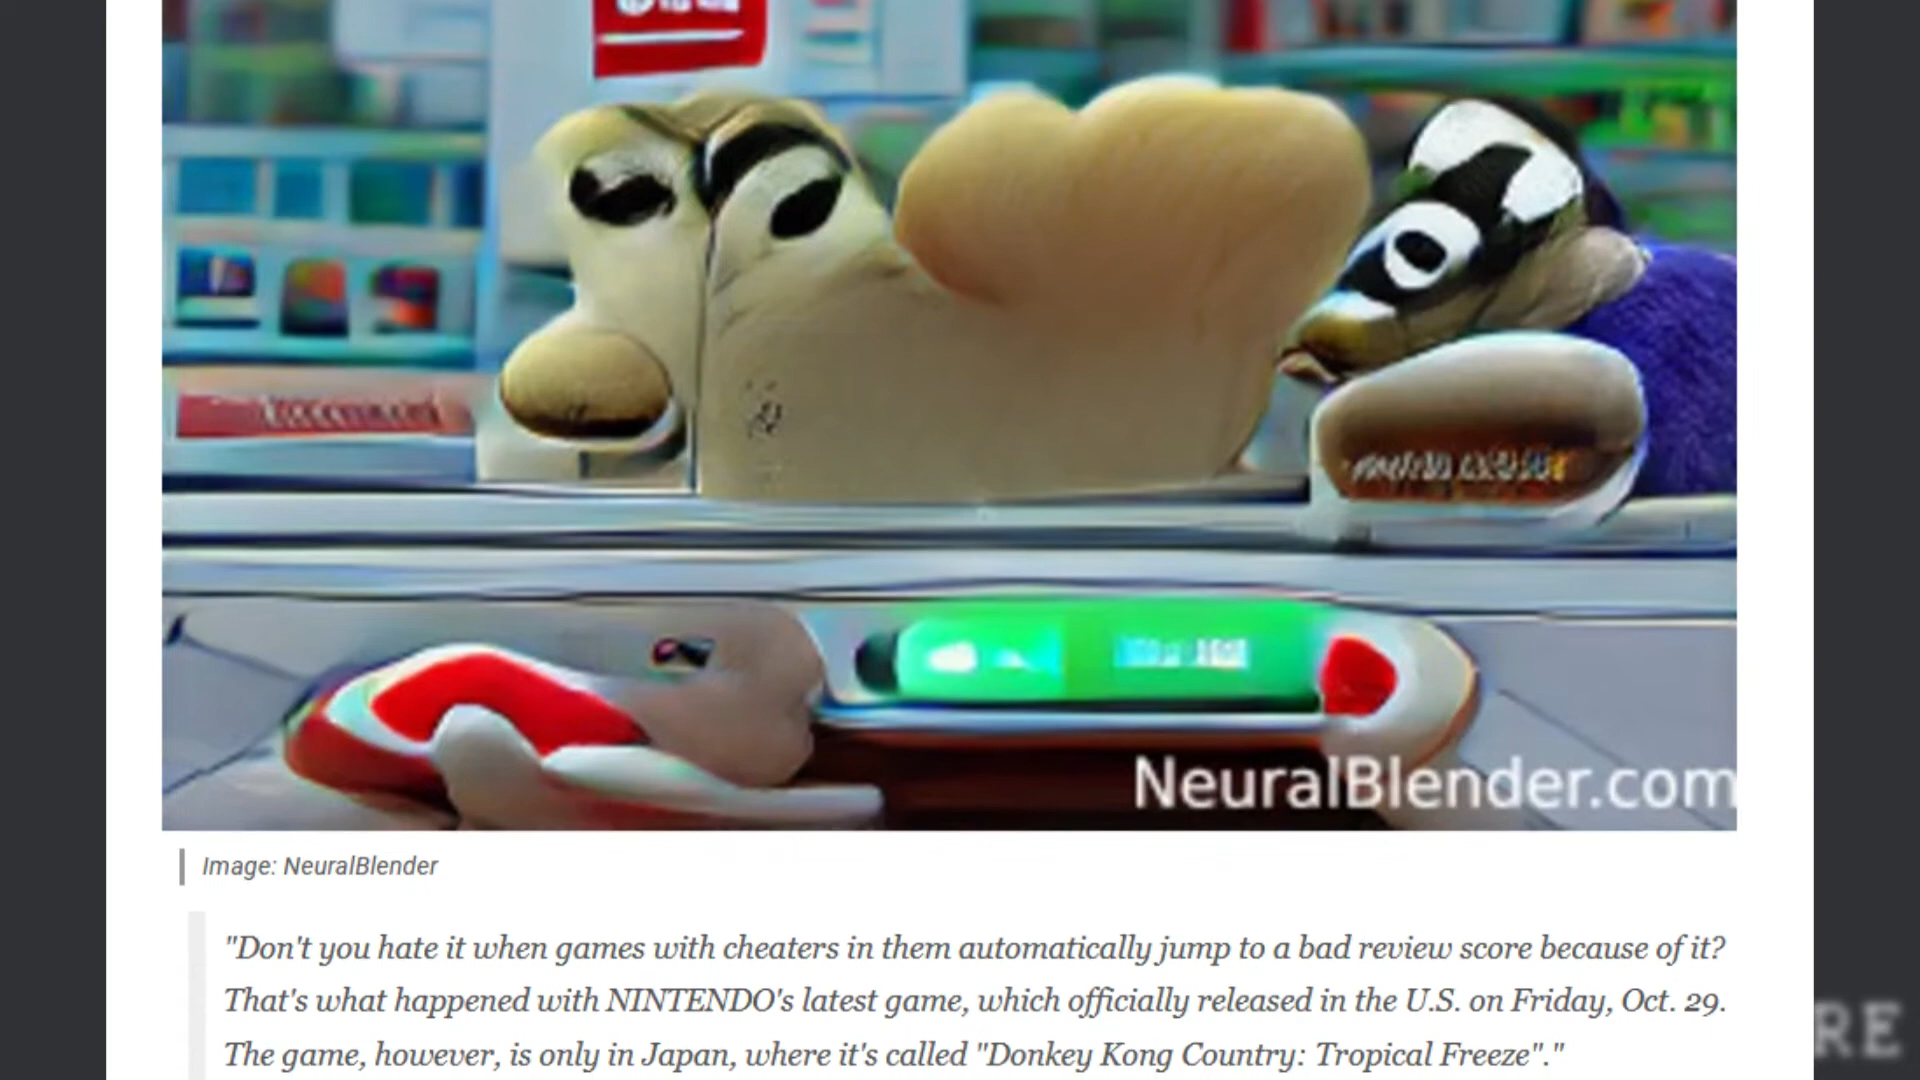 NeuralBlender.com
Image: NeuralBlender
"Don't you hate it when games with cheaters in them automatically jump to a bad review score because of it?
That's what happened with NINTENDO's latest game, which officially released in the U.S. on Friday, Oct. 29.
The game, however, is only in Japan, where it's called "Donkey Kong Country: Tropical Freeze"."
RE